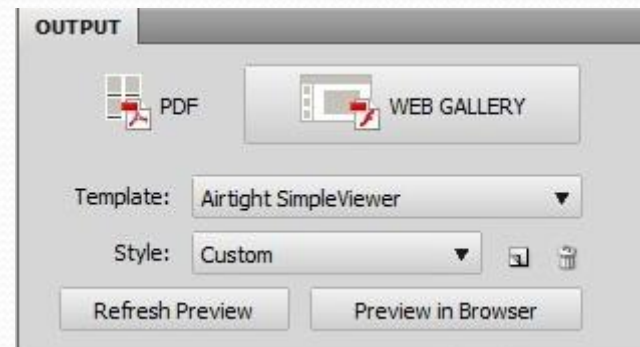 OUTPUT
PDF WEB GALLERY
Template: Airtight SimpleViewer
Style: Custom
Refresh Preview Preview in Browser